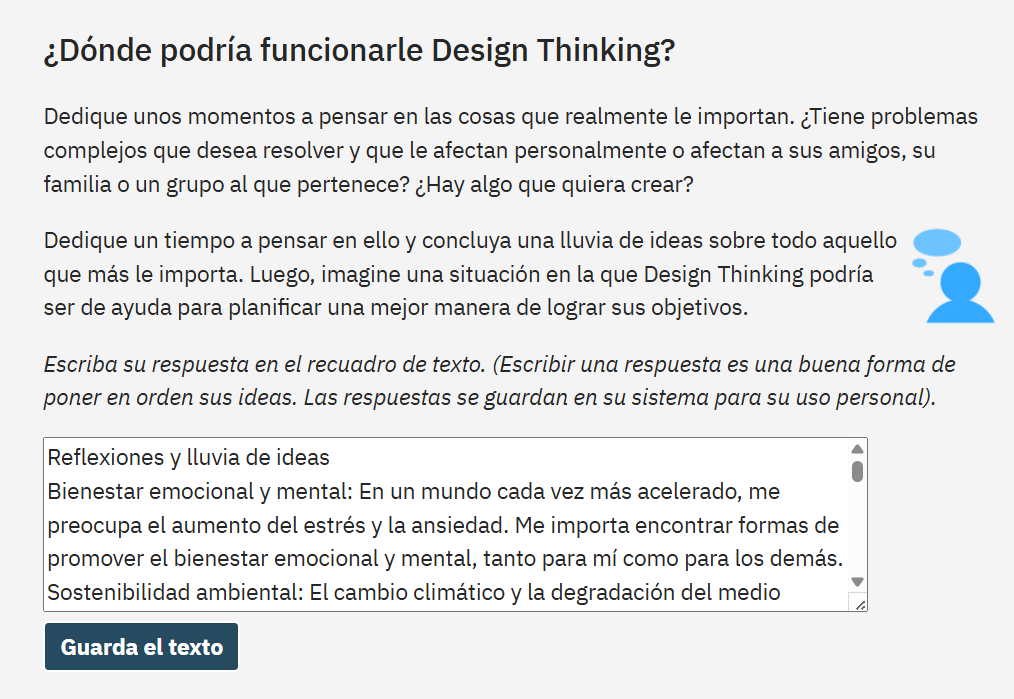 ¿Dónde podría funcionarle Design Thinking?
Dedique unos momentos a pensar en las cosas que realmente le importan. ¿Tiene problemas
complejos que desea resolver y que le afectan personalmente o afectan a sus amigos, su
familia o un grupo al que pertenece? ¿Hay algo que quiera crear?
Dedique un tiempo a pensar en ello y concluya una lluvia de ideas sobre todo aquello
que más le importa. Luego, imagine una situación en la que Design Thinking podría
ser de ayuda para planificar una mejor manera de lograr sus objetivos.
Escriba su respuesta en el recuadro de texto. (Escribir una respuesta es una buena forma de
poner en orden sus ideas. Las respuestas se guardan en su sistema para su uso personal).
Reflexiones y lluvia de ideas
Bienestar emocional y mental: En un mundo cada vez más acelerado, me
preocupa el aumento del estrés y la ansiedad. Me importa encontrar formas de
promover el bienestar emocional y mental, tanto para mí como para los demás.
Sostenibilidad ambiental: El cambio climático y la degradación del medio
Guarda el texto